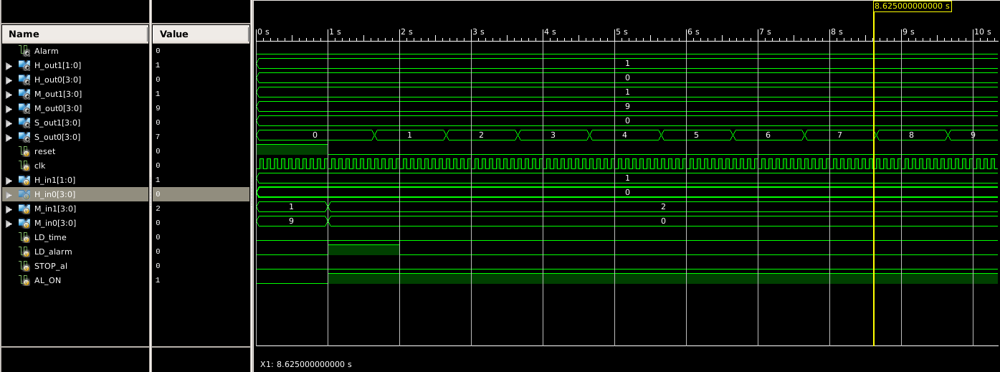 8.625000000000 s
Name Value 0 s 1 s 2 s 3 s 4 s 5 s 6 s 7 s 8 s 9 s 10 s
Alarm 0
H_out1[1:0] 1 1
H_out0[3:0] 0 0
M_out1[3:0] 1 1
M_out0[3:0] 9 9
S_out1[3:0] 0 0
S_out0[3:0] 7 0 1 2 3 4 5 6 7 8 9
reset 0
clk 0
H_in1[1:0] 1 1
H_in0[3:0] 0 0
M_in1[3:0] 2 1 2
M_in0[3:0] 0 9 0
LD_time 0
LD_alarm 0
STOP_al 0
AL_ON 1
X1: 8.625000000000 s